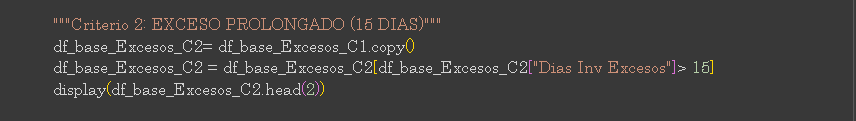 """Criterio 2: EXCESO PROLONGADO (15 DIAS)"""
df_base_Excesos_C2= df_base_Excesos_C1.copy()
df_base_Excesos_C2 = df_base_Excesos_C2[df_base_Excesos_C2["Dias Inv Excesos"]> 15]
display(df_base_Excesos_C2.head(2))